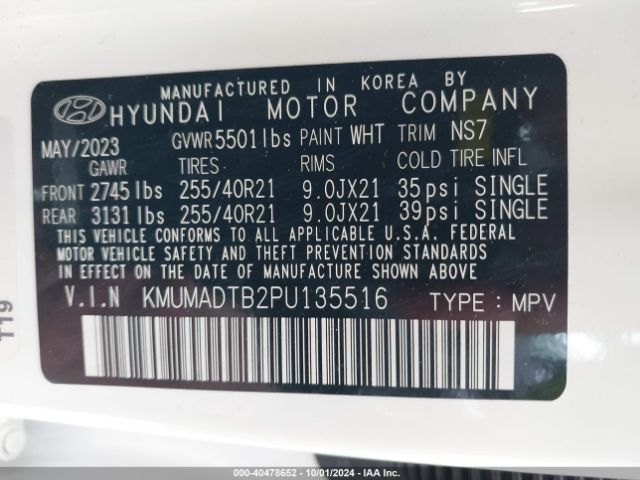 MANUFACTURED IN KOREA BY
HYUNDAI MOTOR COMPANY
MAY/2023 GVWR 5501lbs PAINT WHT TRIM NS7
GAWR TIRES RIMS COLD TIRE INFL
FRONT 2745lbs 255/40R21 9.0JX21 35psi SINGLE
REAR 3131lbs 255/40R21 9.0JX21 39psi SINGLE
THIS VEHICLE CONFORMS TO ALL APPLICABLE U.S.A. FEDERAL
MOTOR VEHICLE SAFETY AND THEFT PREVENTION STANDARDS
IN EFFECT ON THE DATE OF MANUFACTURE SHOWN ABOVE.
V.I.N KMUMADTB2PU135516 TYPE : MPV
T19
000-40478652 - 10/01/2024 - IAA Inc.